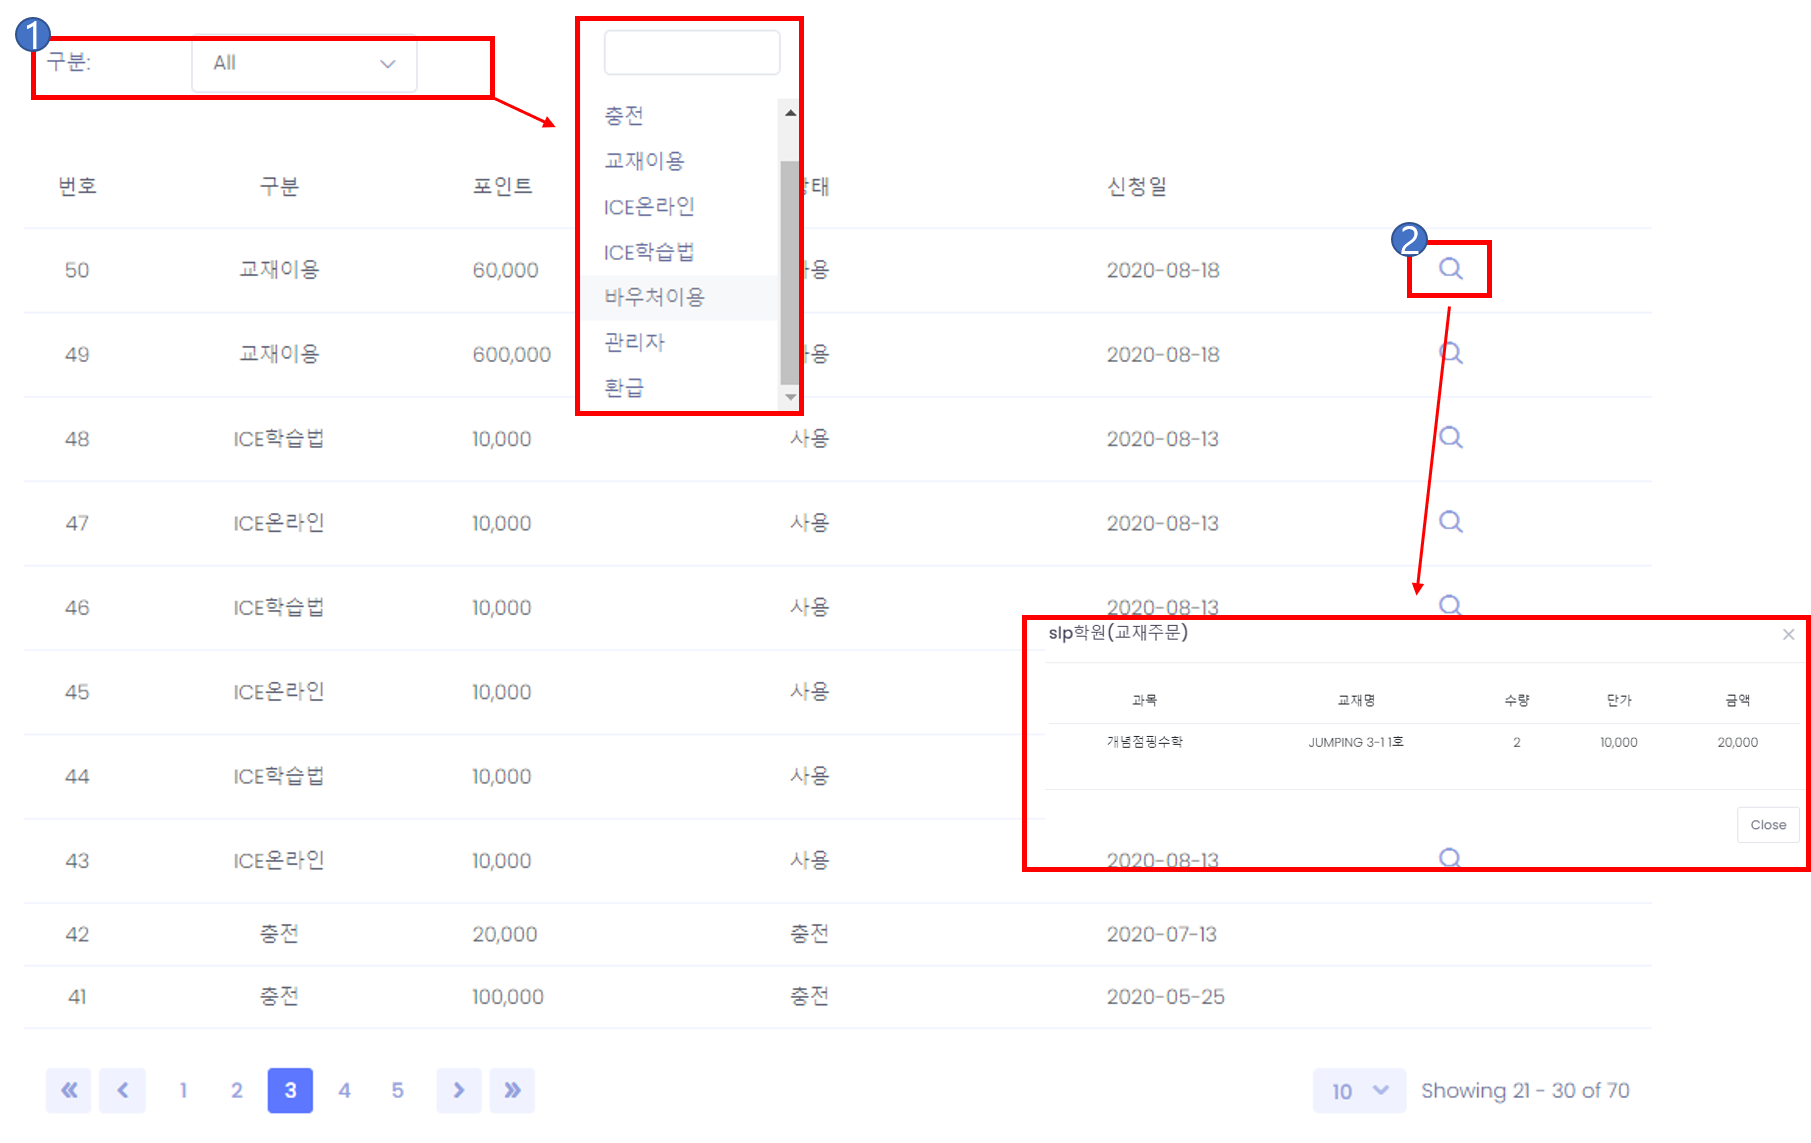 1
구분: All
충전
교재이용
ICE온라인
ICE학습법
바우처이용
관리자
환급
번호 구분 포인트 태 신청일
2
50 교재이용 60,000 용 2020-08-18
49 교재이용 600,000 용 2020-08-18
48 ICE학습법 10,000 사용 2020-08-13
47 ICE온라인 10,000 사용 2020-08-13
46 ICE학습법 10,000 사용 2020-08-13
45 ICE온라인 10,000 사용
44 ICE학습법 10,000 사용
43 ICE온라인 10,000 사용 2020-08-13
42 충전 20,000 충전 2020-07-13
41 충전 100,000 충전 2020-05-25
slp학원(교재주문)
과목 교재명 수량 단가 금액
개념점핑수학 JUMPING 3-1 1호 2 10,000 20,000
Close
1 2 3 4 5 10 Showing 21 - 30 of 70